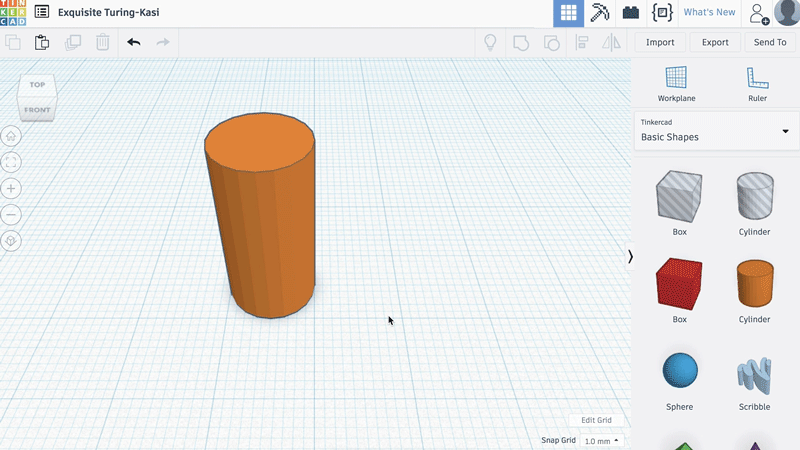 TIN
KER
CAD
Exquisite Turing-Kasi
What's New
Import
Export
Send To
TOP
FRONT
Workplane
Ruler
Tinkercad
Basic Shapes
Box
Cylinder
Box
Cylinder
Sphere
Scribble
Edit Grid
Snap Grid
1.0 mm